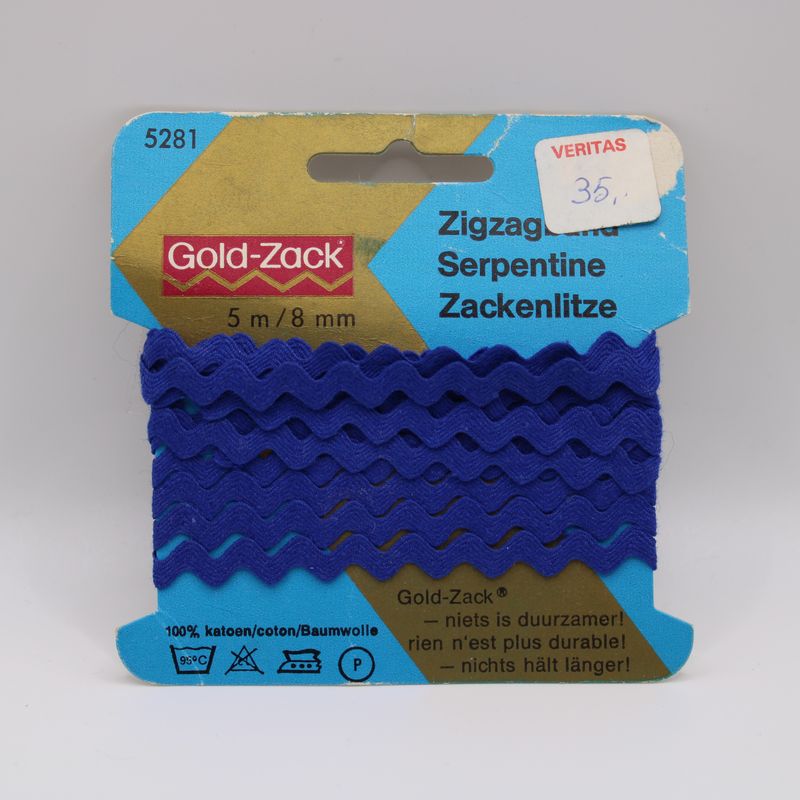 5281
VERITAS
35,.
Gold-Zack®
5 m / 8 mm
Serpentine
Zackenlitze
Gold-Zack®
– niets is duurzamer!
rien n'est plus durable!
– nichts hält länger!
100% katoen/coton/Baumwolle
95°C
P